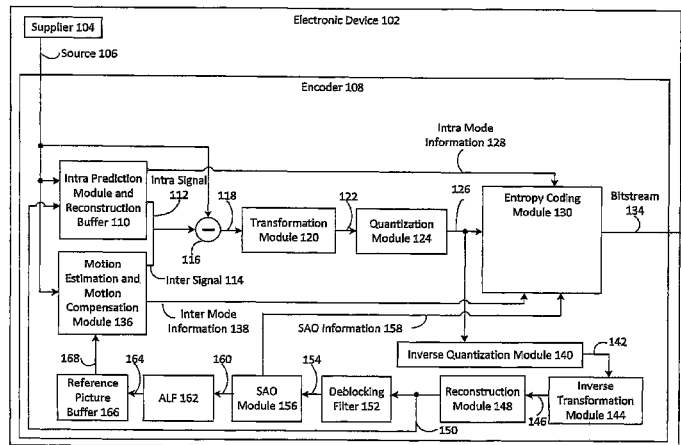 Electronic Device 102
Supplier 104
Source 106
Encoder 108
Intra Mode
Information 128
Intra Prediction
Module and
Reconstruction
Buffer 110
Intra Signal
112
118
122
126
Entropy Coding
Module 130
Bitstream
134
Transformation
Module 120
Quantization
Module 124
116
Motion
Estimation and
Motion
Compensation
Module 136
Inter Signal 114
Inter Mode
Information 138
SAO Information 158
142
Inverse Quantization Module 140
168
164
160
154
Reference
Picture
Buffer 166
ALF 162
SAO
Module 156
Deblocking
Filter 152
Reconstruction
Module 148
146
Inverse
Transformation
Module 144
150